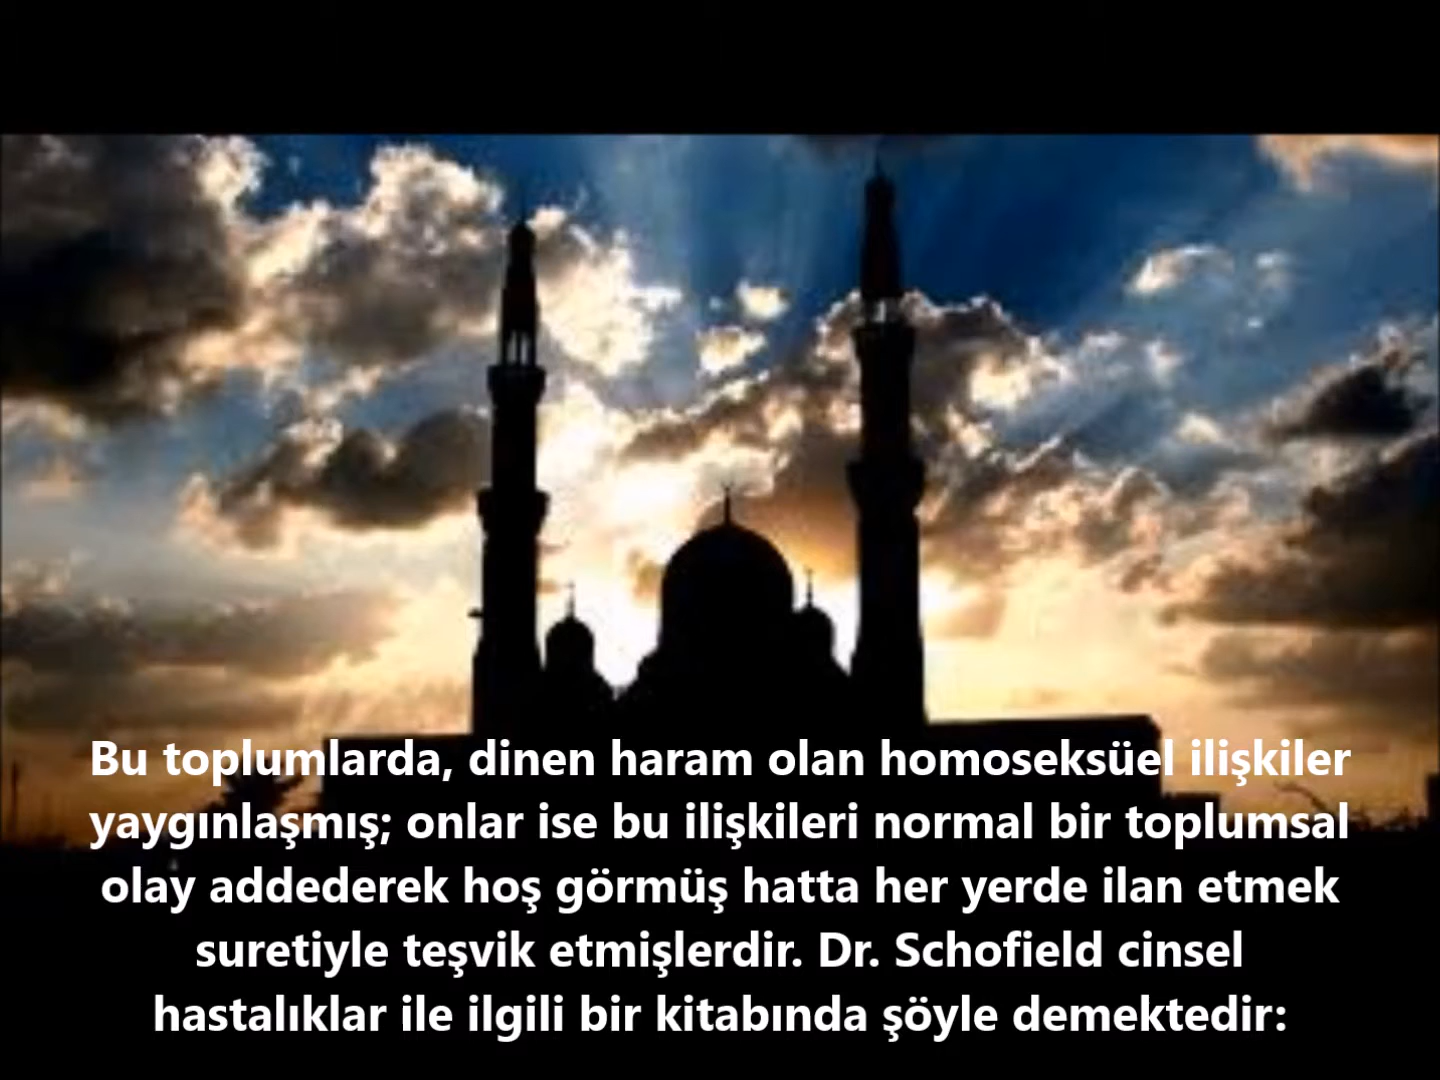 Bu toplumlarda, dinen haram olan homoseksüel ilişkiler
yaygınlaşmış; onlar ise bu ilişkileri normal bir toplumsal
olay addederek hoş görmüş hatta her yerde ilan etmek
suretiyle teşvik etmişlerdir. Dr. Schofield cinsel
hastalıklar ile ilgili bir kitabında şöyle demektedir: